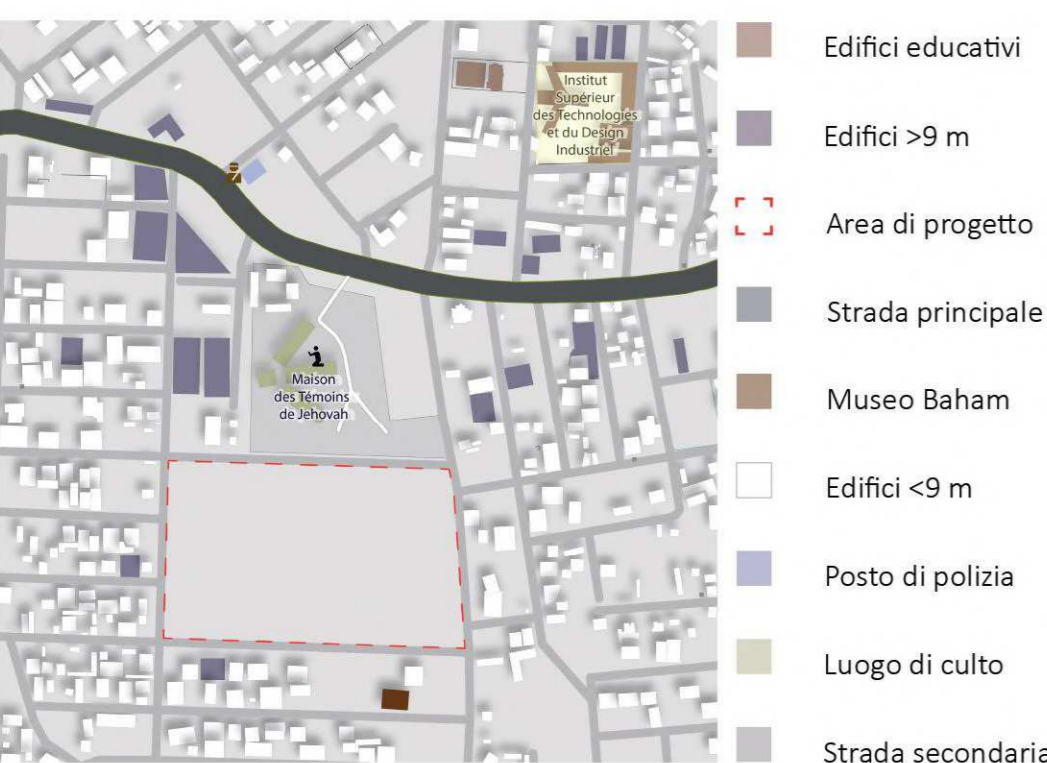 Institut
Supérieur
des Technologies
et du Design
Industriel
Maison
des Témoins
de Jehovah
Edifici educativi
Edifici >9 m
Area di progetto
Strada principale
Museo Baham
Edifici <9 m
Posto di polizia
Luogo di culto
Strada secondaria